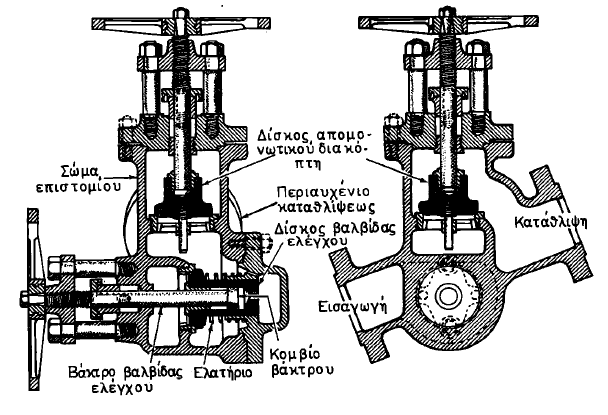 Δίσκος απομο-
νωτικού διακό-
πτη
Σώμα
επιστομίου
Περιαυχένιο
καταθλίψεως
Δίσκος βαλβίδας
ελέγχου
Κατάθλιψη
Εισαγωγή
Κομβίο
βάκτρου
Βάκτρο βαλβίδας
ελέγχου
Ελατήριο